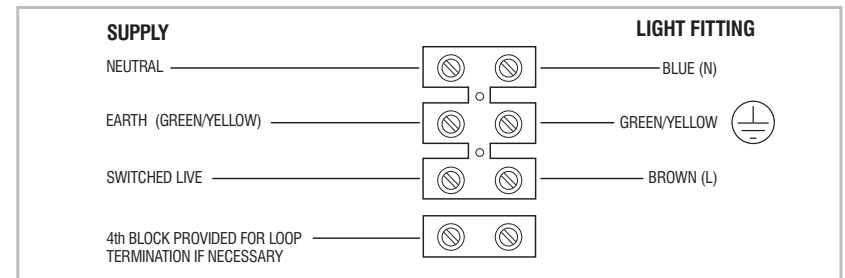 SUPPLY LIGHT FITTING
NEUTRAL BLUE (N)
EARTH (GREEN/YELLOW) GREEN/YELLOW
SWITCHED LIVE BROWN (L)
4th BLOCK PROVIDED FOR LOOP
TERMINATION IF NECESSARY